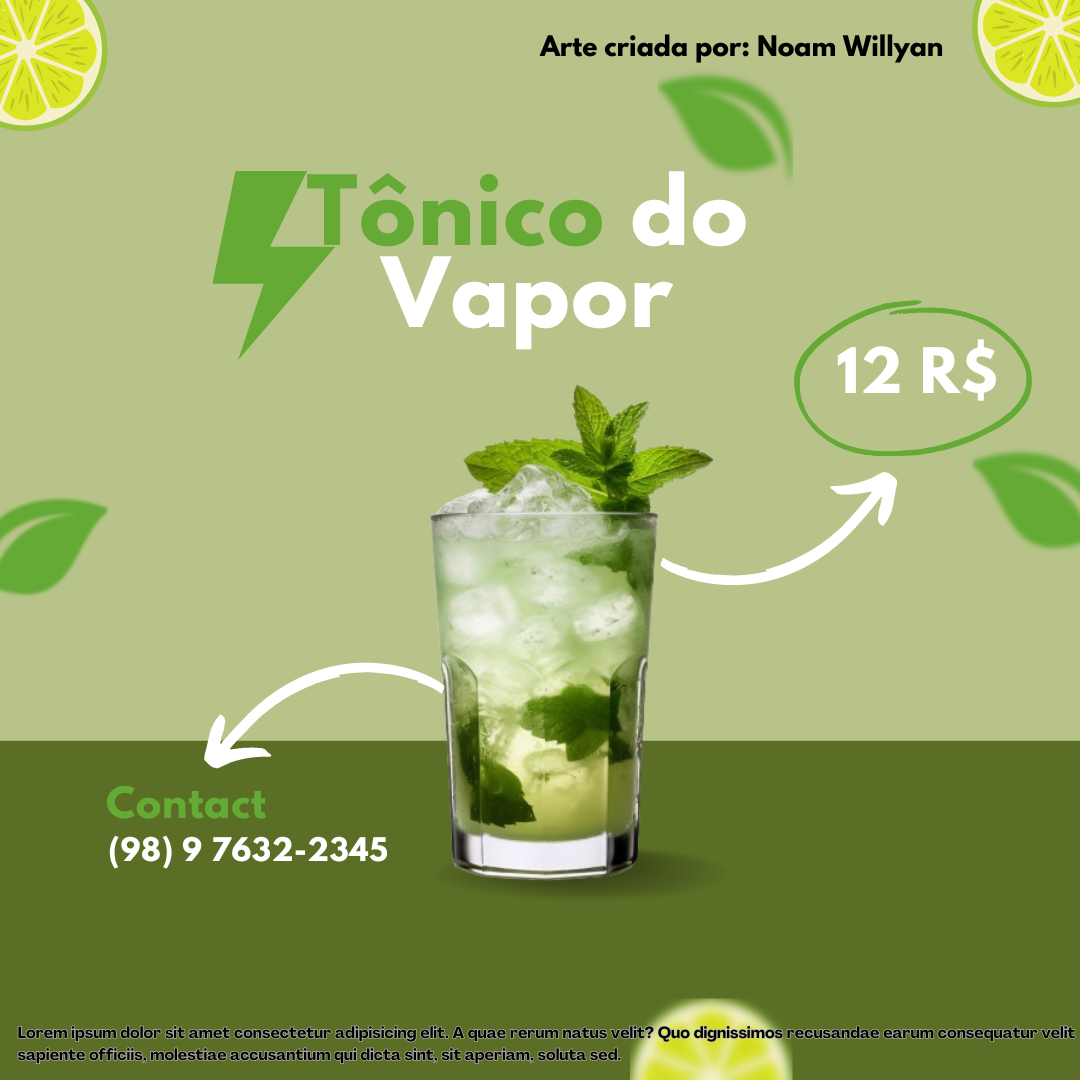 Arte criada por: Noam Willyan
Tônico do
Vapor
12 R$
Contact
(98) 9 7632-2345
Lorem ipsum dolor sit amet consectetur adipisicing elit. A quae rerum natus velit? Quo dignissimos recusandae earum consequatur velit
sapiente officiis, molestiae accusantium qui dicta sint, sit aperiam, soluta sed.